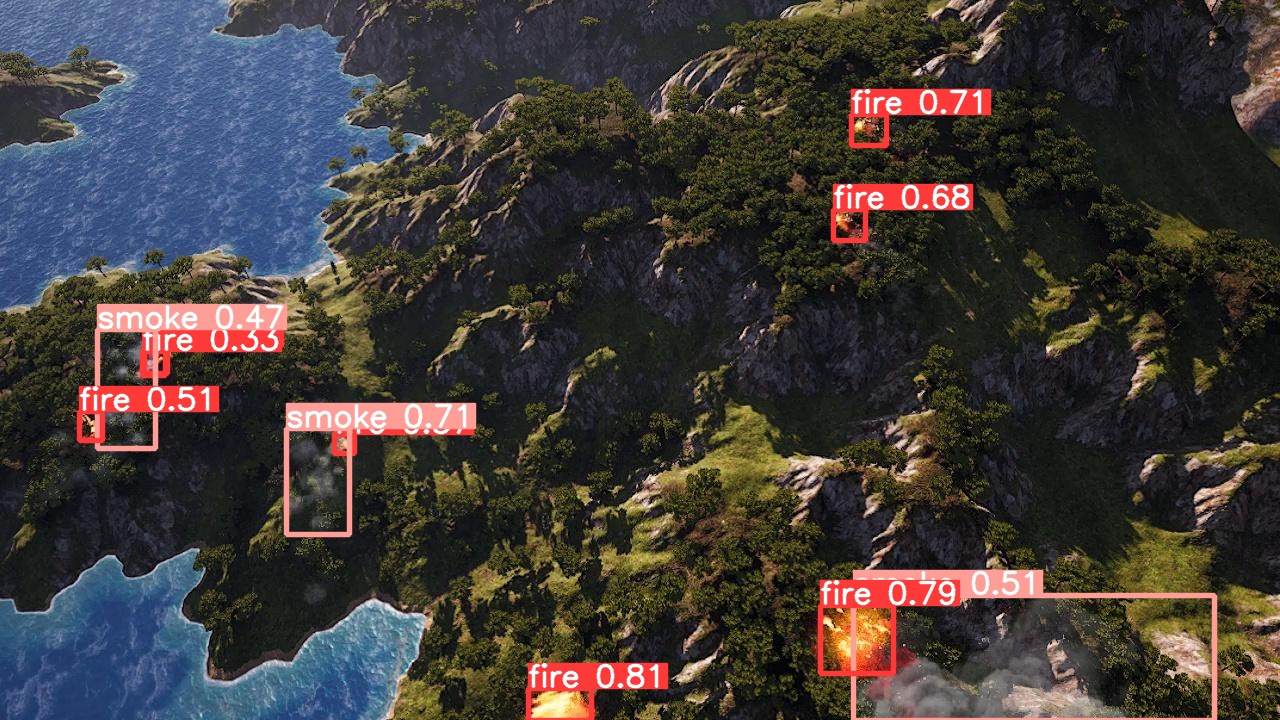 fire 0.71
fire 0.68
smoke 0.47
fire 0.33
fire 0.51
smoke 0.71
smoke 0.51
fire 0.79
fire 0.81